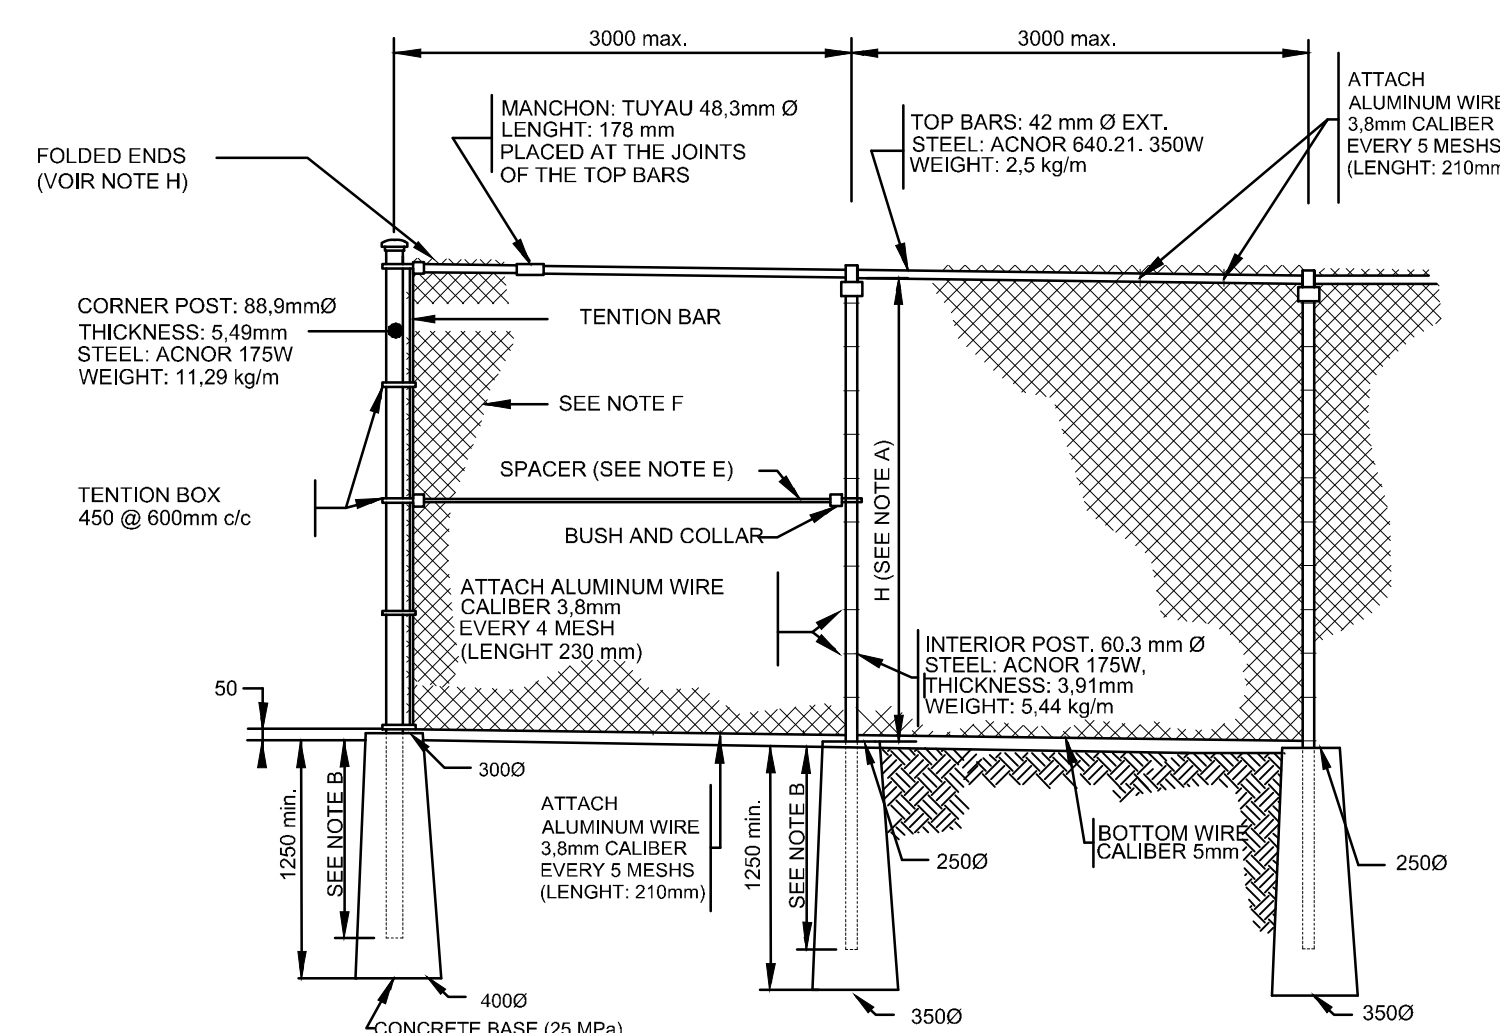 3000 max.
3000 max.
MANCHON: TUYAU 48,3mm Ø
LENGHT: 178 mm
PLACED AT THE JOINTS
OF THE TOP BARS
TOP BARS: 42 mm Ø EXT.
STEEL: ACNOR 640.21. 350W
WEIGHT: 2,5 kg/m
ATTACH
ALUMINUM WIRE
3,8mm CALIBER
EVERY 5 MESHS
(LENGHT: 210mm
FOLDED ENDS
(VOIR NOTE H)
CORNER POST: 88,9mmØ
THICKNESS: 5,49mm
STEEL: ACNOR 175W
WEIGHT: 11,29 kg/m
TENTION BAR
SEE NOTE F
SPACER (SEE NOTE E)
TENTION BOX
450 @ 600mm c/c
BUSH AND COLLAR
H (SEE NOTE A)
ATTACH ALUMINUM WIRE
CALIBER 3,8mm
EVERY 4 MESH
(LENGHT 230 mm)
INTERIOR POST. 60.3 mm Ø
STEEL: ACNOR 175W,
THICKNESS: 3,91mm
WEIGHT: 5,44 kg/m
50
300Ø
1250 min.
SEE NOTE B
ATTACH
ALUMINUM WIRE
3,8mm CALIBER
EVERY 5 MESHS
(LENGHT: 210mm)
1250 min.
SEE NOTE B
250Ø
BOTTOM WIRE
CALIBER 5mm
250Ø
400Ø
350Ø
350Ø
CONCRETE BASE (25 MPa)